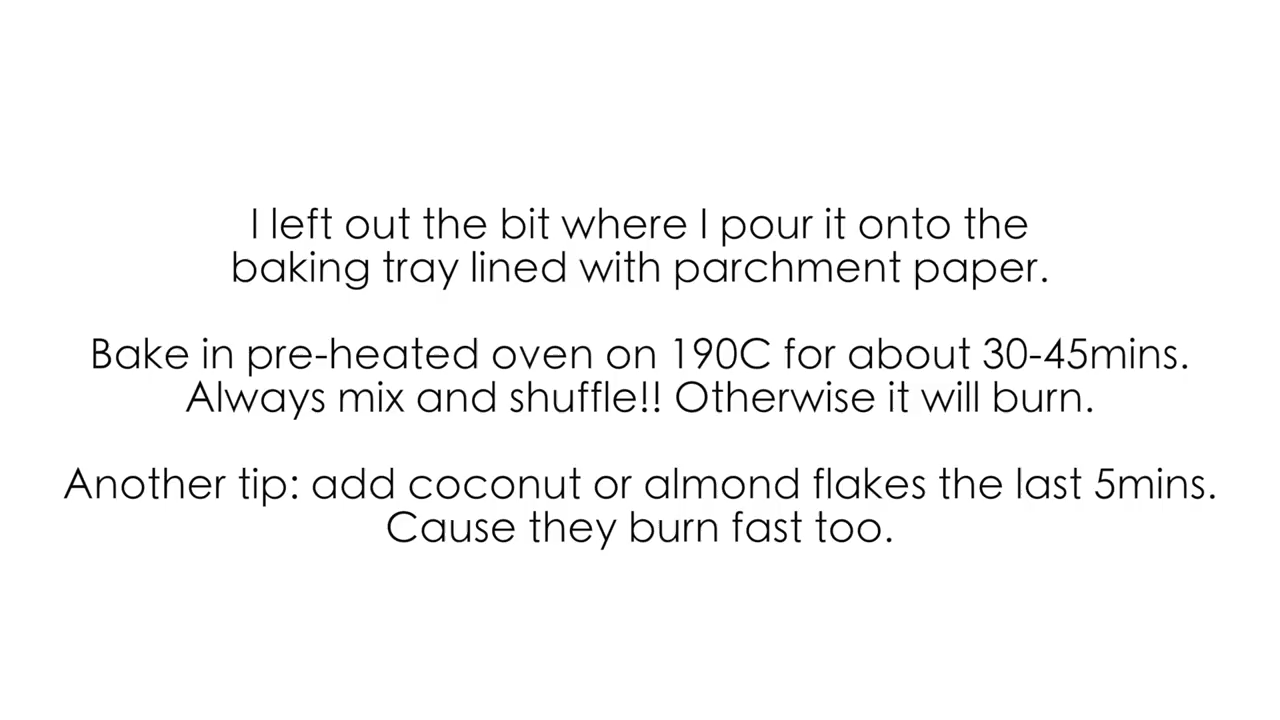 I left out the bit where I pour it onto the
baking tray lined with parchment paper.
Bake in pre-heated oven on 190C for about 30-45mins.
Always mix and shuffle!! Otherwise it will burn.
Another tip: add coconut or almond flakes the last 5mins.
Cause they burn fast too.